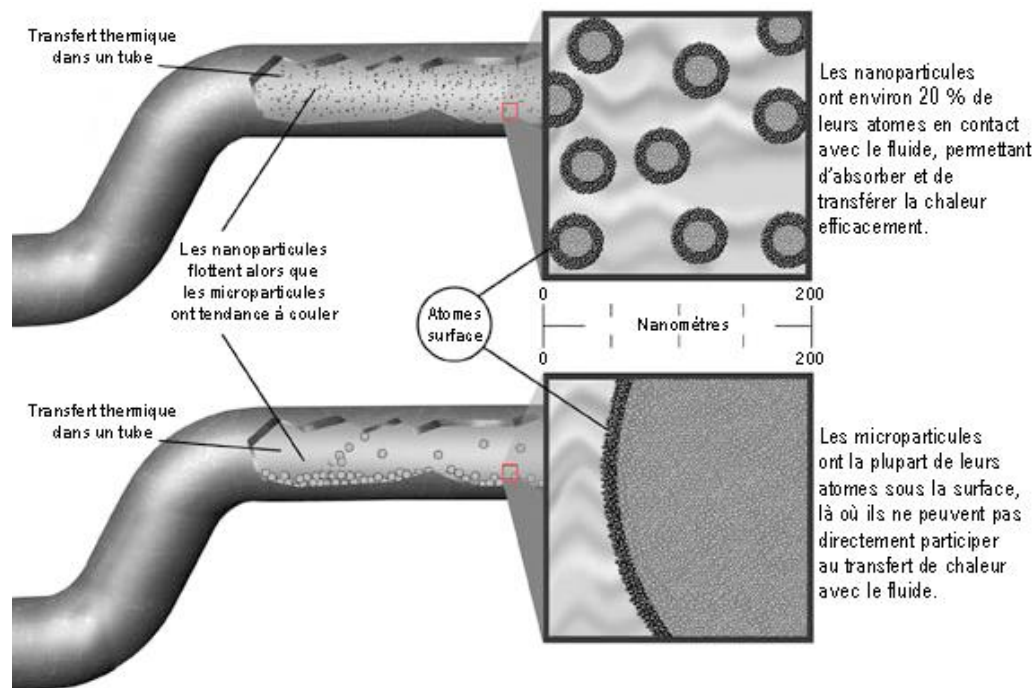 Transfert thermique
dans un tube
Les nanoparticules
ont environ 20 % de
leurs atomes en contact
avec le fluide, permettant
d'absorber et de
transférer la chaleur
efficacement.
Les nanoparticules
flottent alors que
les microparticules
ont tendance à couler
Atomes
surface
0
200
Nanométres
0
200
Transfert thermique
dans un tube
Les microparticules
ont la plupart de leurs
atomes sous la surface,
là où ils ne peuvent pas
directement participer
au transfert de chaleur
avec le fluide.